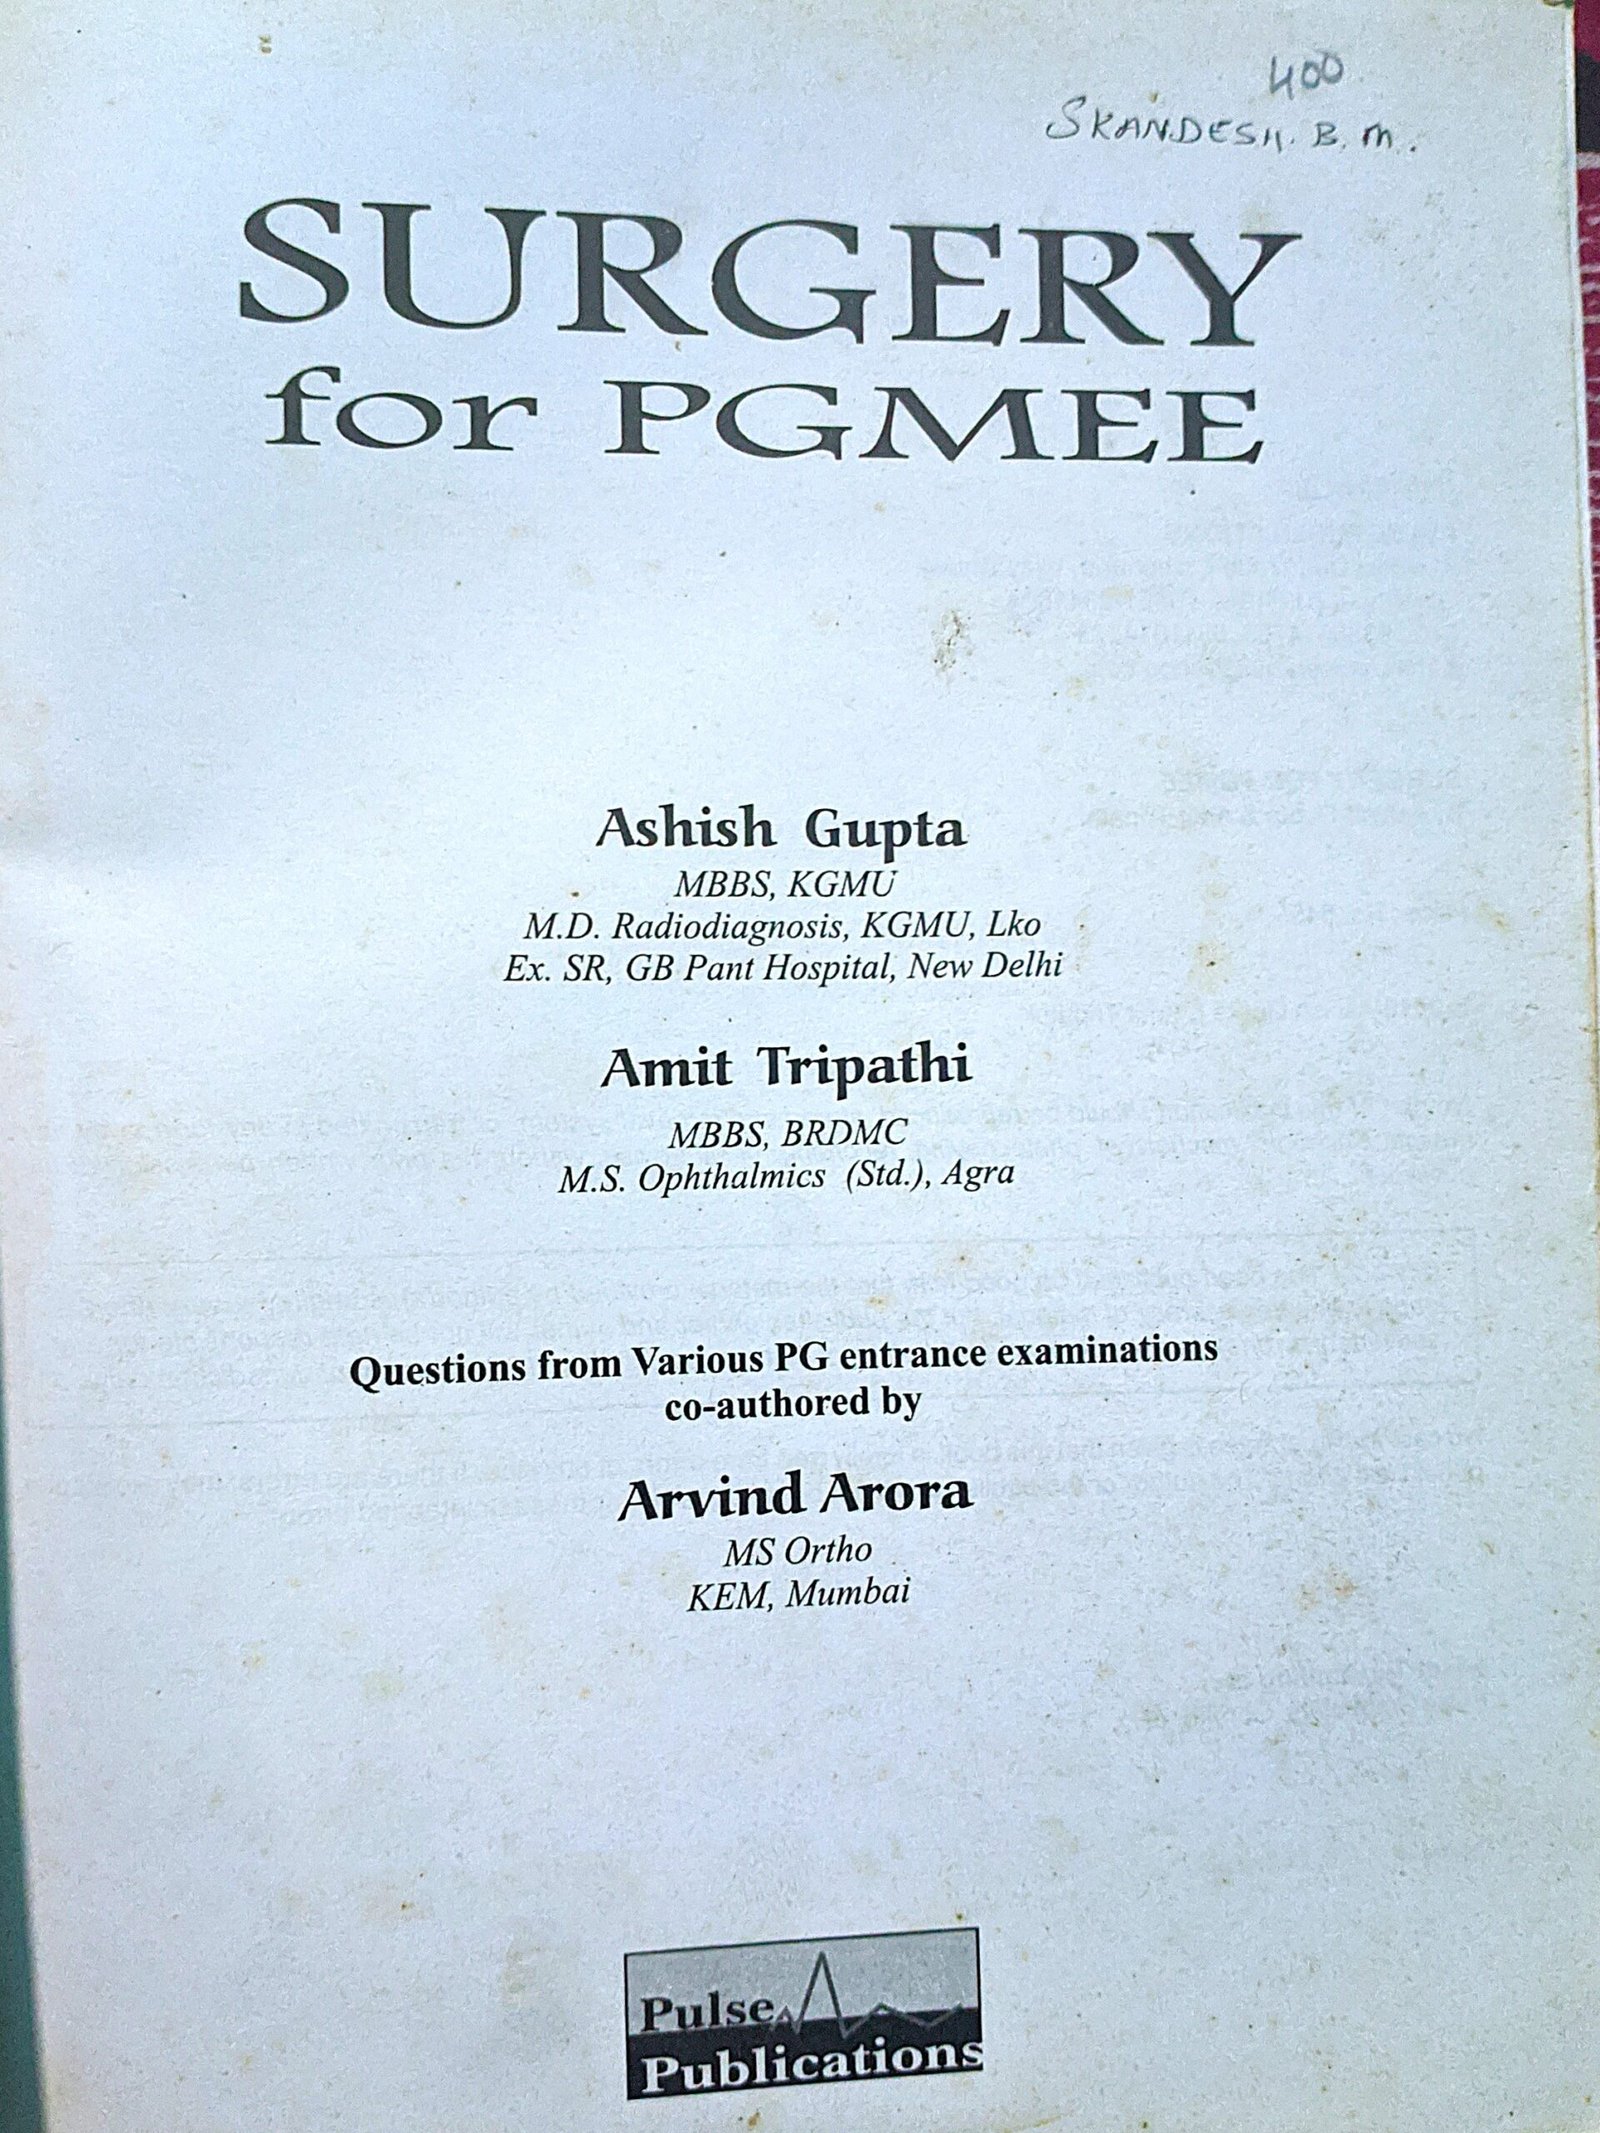 400
SKANDESH. B. M.
SURGERY
for PGMEE
Ashish Gupta
MBBS, KGMU
M.D. Radiodiagnosis, KGMU, Lko
Ex. SR, GB Pant Hospital, New Delhi
Amit Tripathi
MBBS, BRDMC
M.S. Ophthalmics (Std.), Agra
Questions from Various PG entrance examinations
co-authored by
Arvind Arora
MS Ortho
KEM, Mumbai
Pulse
Publications